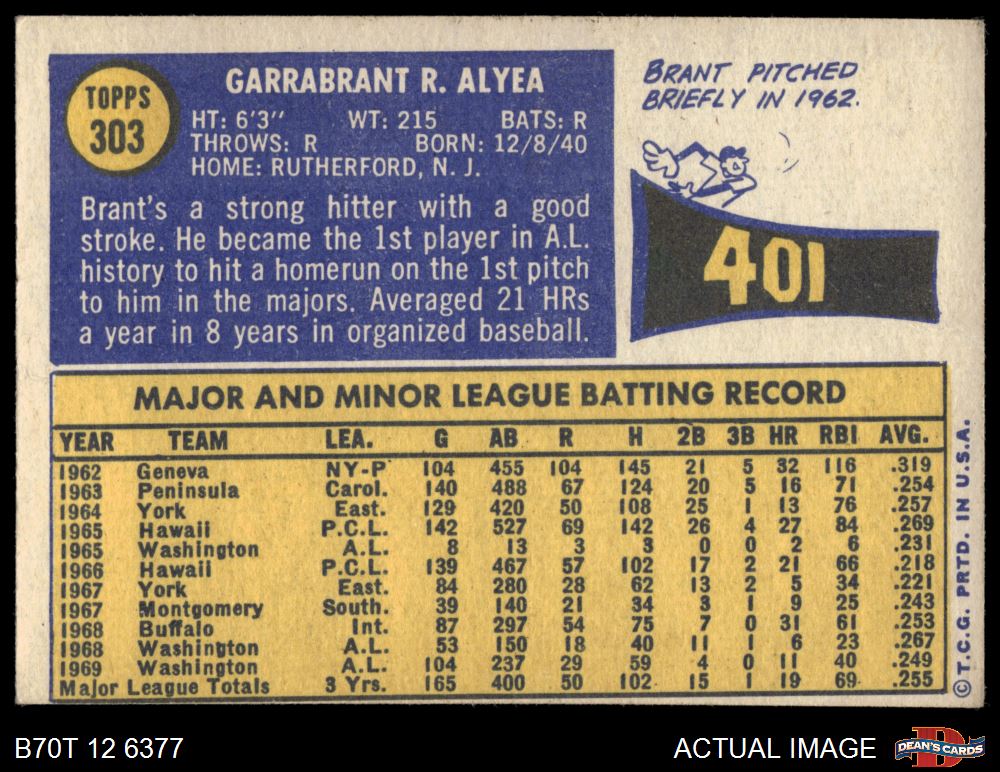 TOPPS
303
GARRABRANT R. ALYEA
HT: 6'3" WT: 215 BATS: R
THROWS: R BORN: 12/8/40
HOME: RUTHERFORD, N. J.
Brant's a strong hitter with a good
stroke. He became the 1st player in A.L.
history to hit a homerun on the 1st pitch
to him in the majors. Averaged 21 HRs
a year in 8 years in organized baseball.
BRANT PITCHED
BRIEFLY IN 1962.
401
MAJOR AND MINOR LEAGUE BATTING RECORD
YEAR TEAM LEA. G AB R H 2B 3B HR RBI AVG.
1962 Geneva NY-P 104 455 104 145 21 5 32 116 .319
1963 Peninsula Carol. 140 488 67 124 20 5 16 71 .254
1964 York East. 129 420 50 108 25 1 13 76 .257
1965 Hawaii P.C.L. 142 527 69 142 26 4 27 84 .269
1965 Washington A.L. 8 13 3 3 0 0 2 6 .231
1966 Hawaii P.C.L. 139 467 57 102 17 2 21 66 .218
1967 York East. 84 280 28 62 13 2 5 34 .221
1967 Montgomery South. 39 140 21 34 3 1 9 25 .243
1968 Buffalo Int. 87 297 54 75 7 0 31 61 .253
1968 Washington A.L. 53 150 18 40 11 1 6 23 .267
1969 Washington A.L. 104 237 29 59 4 0 11 40 .249
Major League Totals 3 Yrs. 165 400 50 102 15 1 19 69 .255
© T.C.G. PRTD. IN U.S.A.
B70T 12 6377
ACTUAL IMAGE
D
DEAN'S CARDS